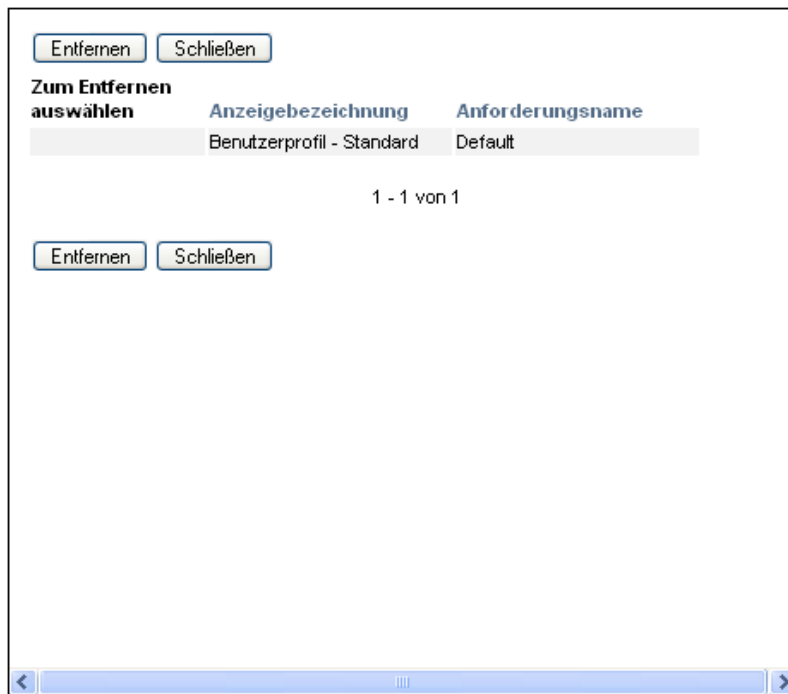 Entfernen Schließen
Zum Entfernen
auswählen Anzeigebezeichnung Anforderungsname
Benutzerprofil - Standard Default
1 - 1 von 1
Entfernen Schließen